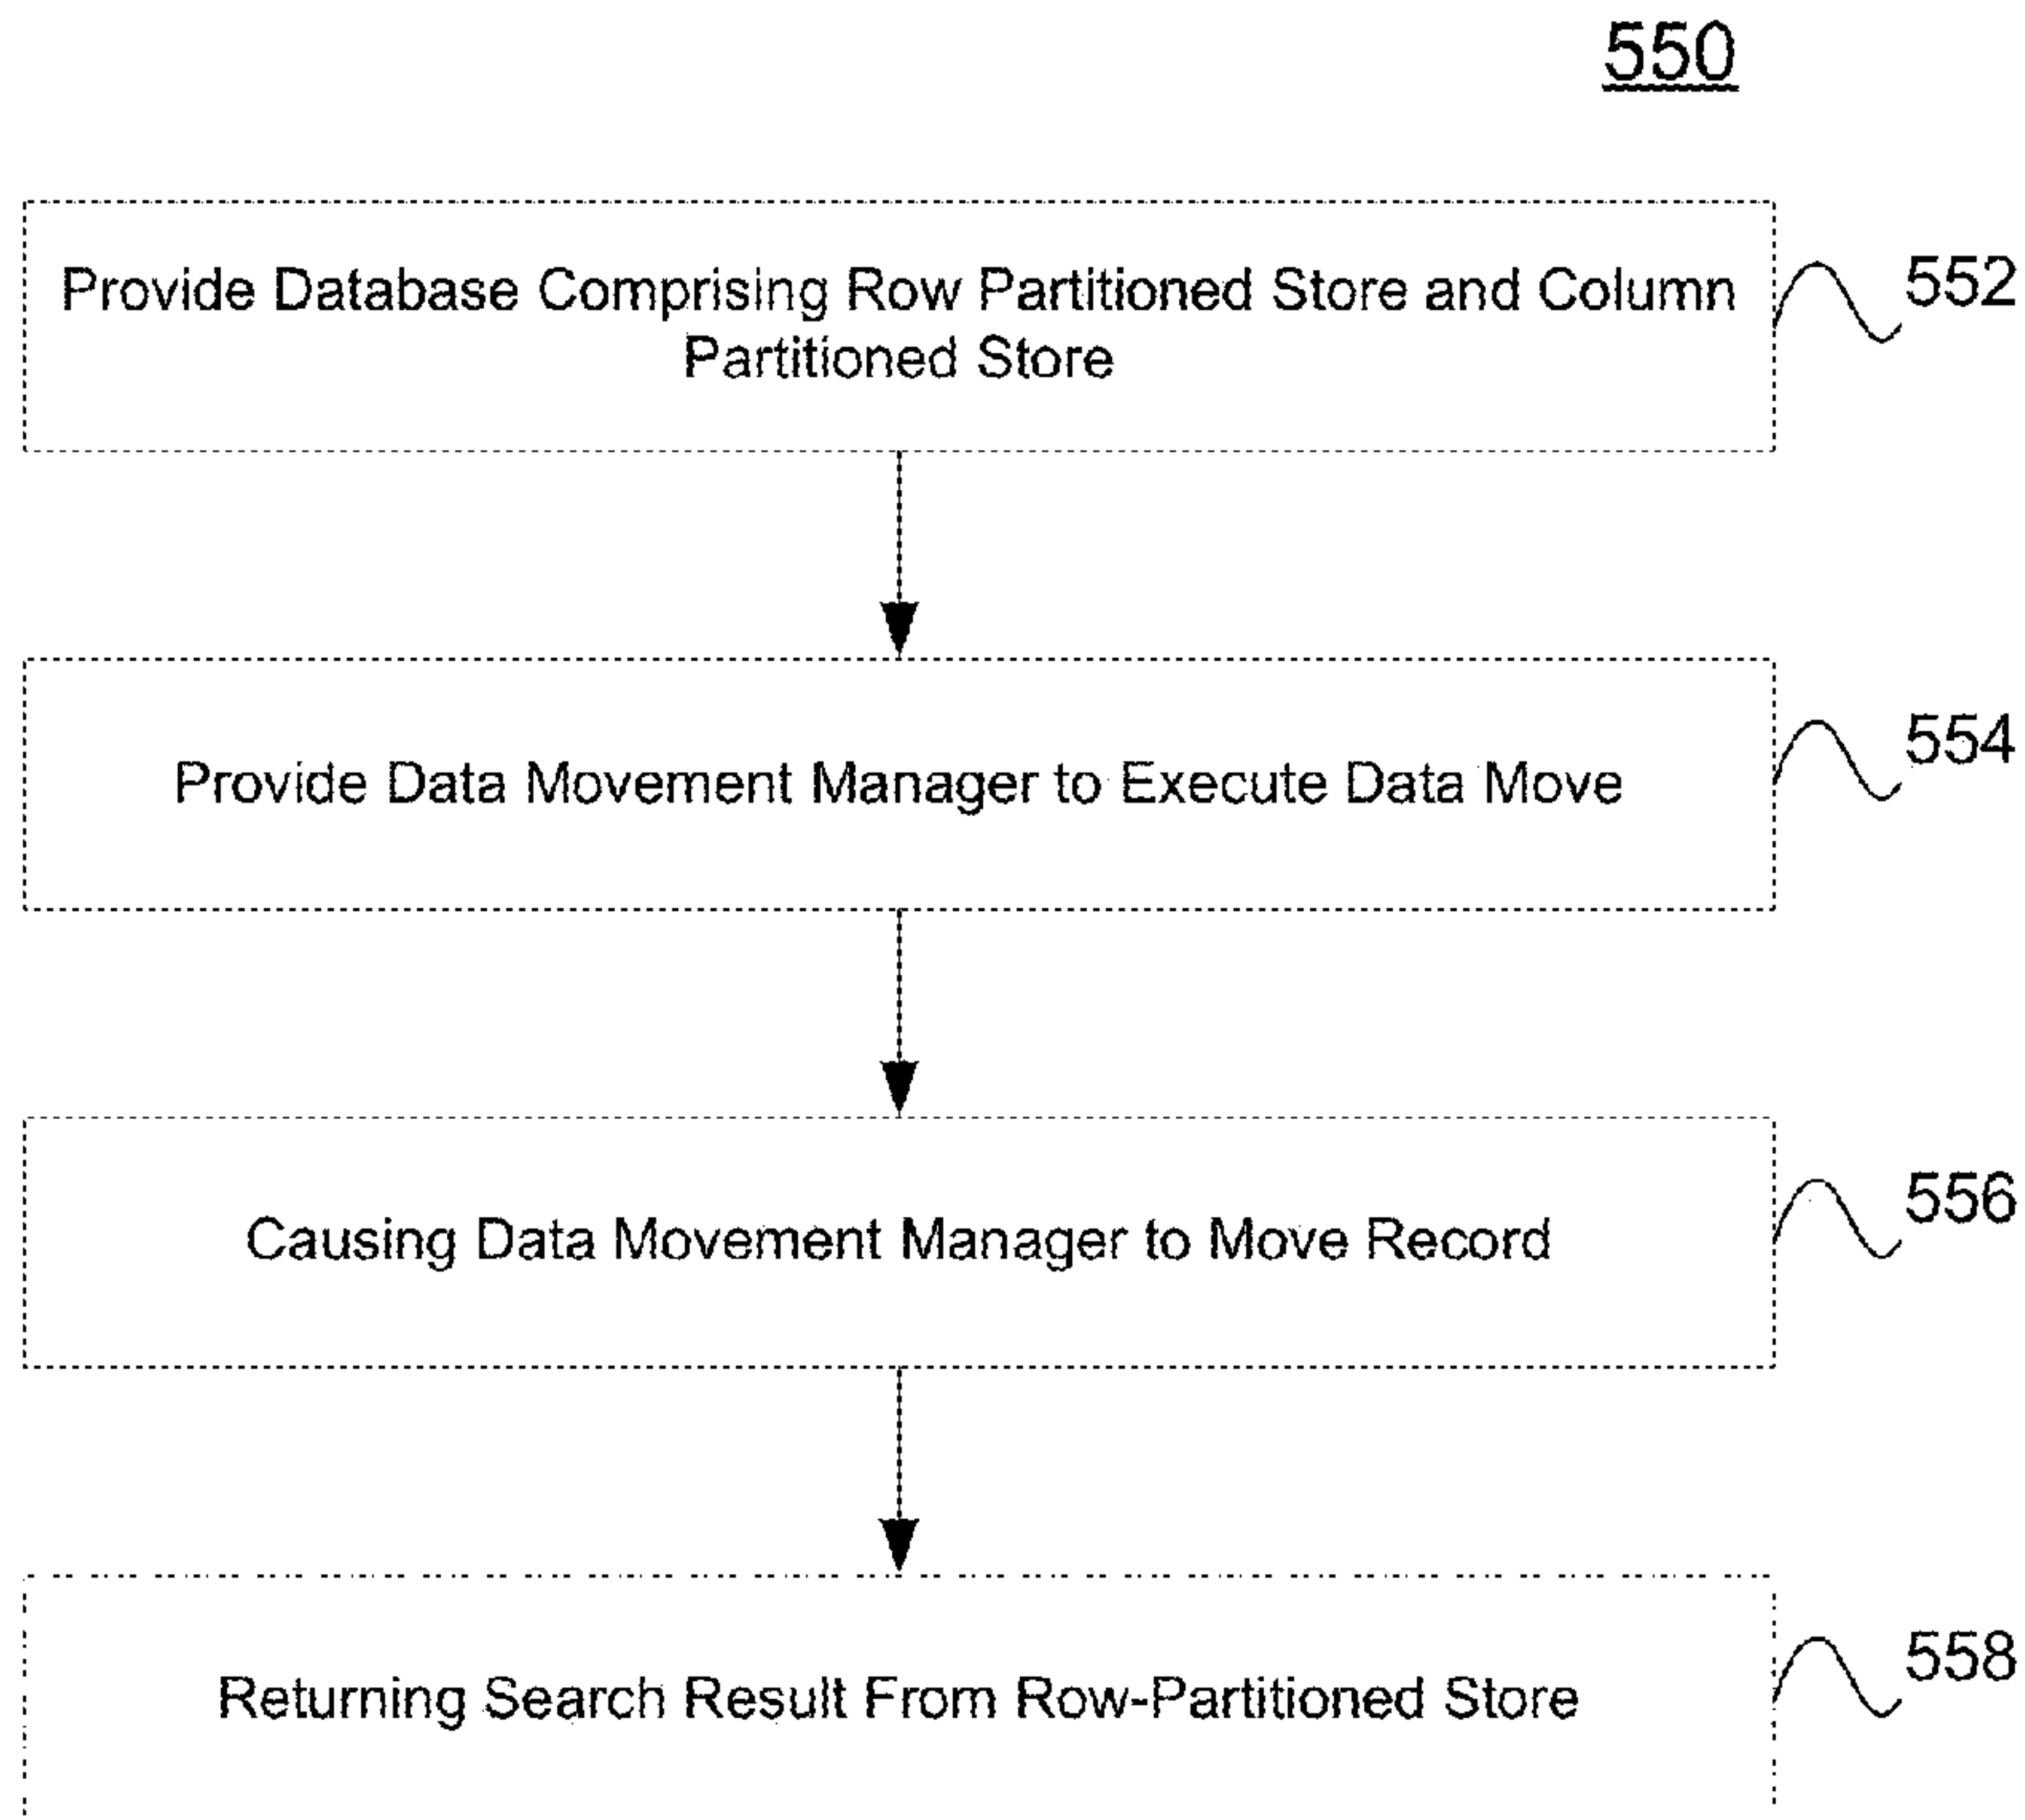 550
Provide Database Comprising Row Partitioned Store and Column
Partitioned Store
552
Provide Data Movement Manager to Execute Data Move
554
Causing Data Movement Manager to Move Record
556
Returning Search Result From Row-Partitioned Store
558